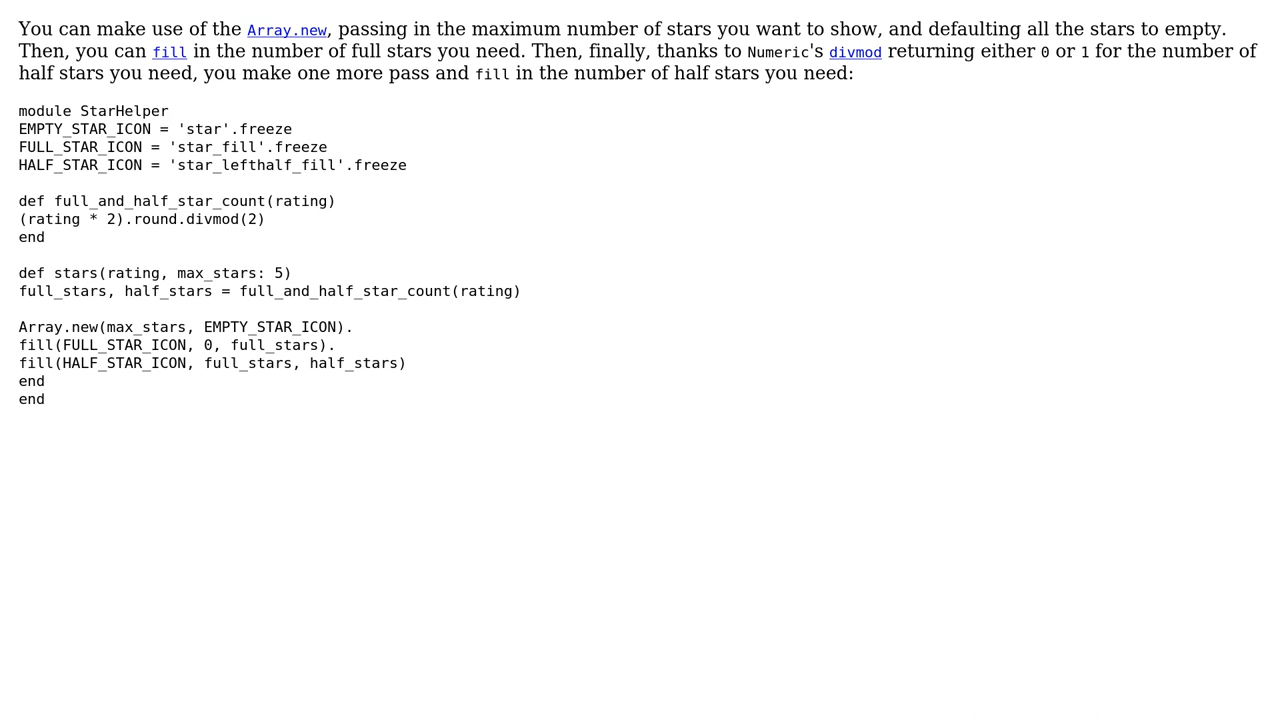 You can make use of the Array.new, passing in the maximum number of stars you want to show, and defaulting all the stars to empty.
Then, you can fill in the number of full stars you need. Then, finally, thanks to Numeric's divmod returning either 0 or 1 for the number of
half stars you need, you make one more pass and fill in the number of half stars you need:
module StarHelper
EMPTY_STAR_ICON = 'star'.freeze
FULL_STAR_ICON = 'star_fill'.freeze
HALF_STAR_ICON = 'star_lefthalf_fill'.freeze
def full_and_half_star_count(rating)
(rating * 2).round.divmod(2)
end
def stars(rating, max_stars: 5)
full_stars, half_stars = full_and_half_star_count(rating)
Array.new(max_stars, EMPTY_STAR_ICON).
fill(FULL_STAR_ICON, 0, full_stars).
fill(HALF_STAR_ICON, full_stars, half_stars)
end
end